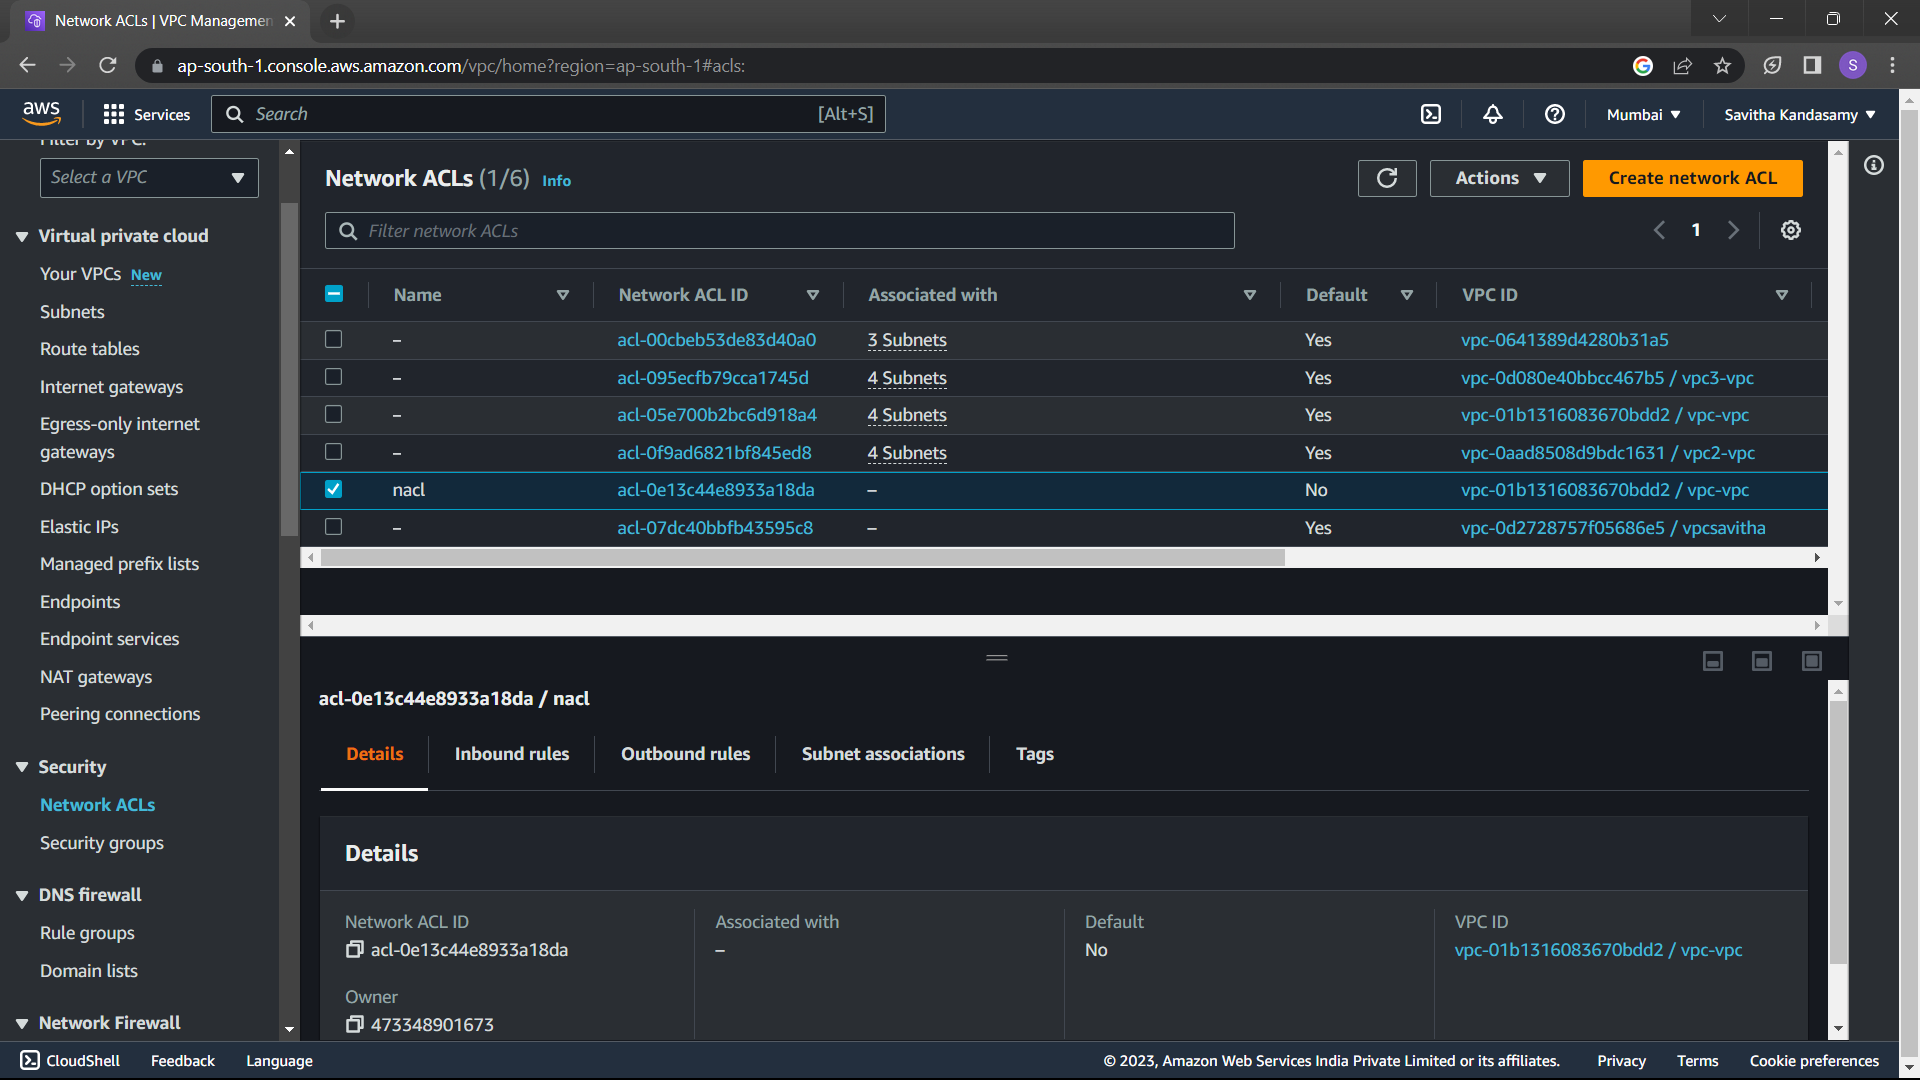 Network ACLs | VPC Managemen
ap-south-1.console.aws.amazon.com/vpc/home?region=ap-south-1#acls:
S
aws
Services
Search
[Alt+S]
Mumbai
Savitha Kandasamy
Filter by VPC:
Select a VPC
Virtual private cloud
Your VPCs New
Subnets
Route tables
Internet gateways
Egress-only internet
gateways
DHCP option sets
Elastic IPs
Managed prefix lists
Endpoints
Endpoint services
NAT gateways
Peering connections
Security
Network ACLs
Security groups
DNS firewall
Rule groups
Domain lists
Network Firewall
Network ACLs (1/6) Info
Actions
Create network ACL
Filter network ACLs
1
Name Network ACL ID Associated with Default VPC ID
– acl-00cbeb53de83d40a0 3 Subnets Yes vpc-0641389d4280b31a5
– acl-095ecfb79cca1745d 4 Subnets Yes vpc-0d080e40bbcc467b5 / vpc3-vpc
– acl-05e700b2bc6d918a4 4 Subnets Yes vpc-01b1316083670bdd2 / vpc-vpc
– acl-0f9ad6821bf845ed8 4 Subnets Yes vpc-0aad8508d9bdc1631 / vpc2-vpc
nacl acl-0e13c44e8933a18da – No vpc-01b1316083670bdd2 / vpc-vpc
– acl-07dc40bbfb43595c8 – Yes vpc-0d2728757f05686e5 / vpcsavitha
acl-0e13c44e8933a18da / nacl
Details Inbound rules Outbound rules Subnet associations Tags
Details
Network ACL ID Associated with Default VPC ID
acl-0e13c44e8933a18da – No vpc-01b1316083670bdd2 / vpc-vpc
Owner
473348901673
CloudShell Feedback Language © 2023, Amazon Web Services India Private Limited or its affiliates. Privacy Terms Cookie preferences